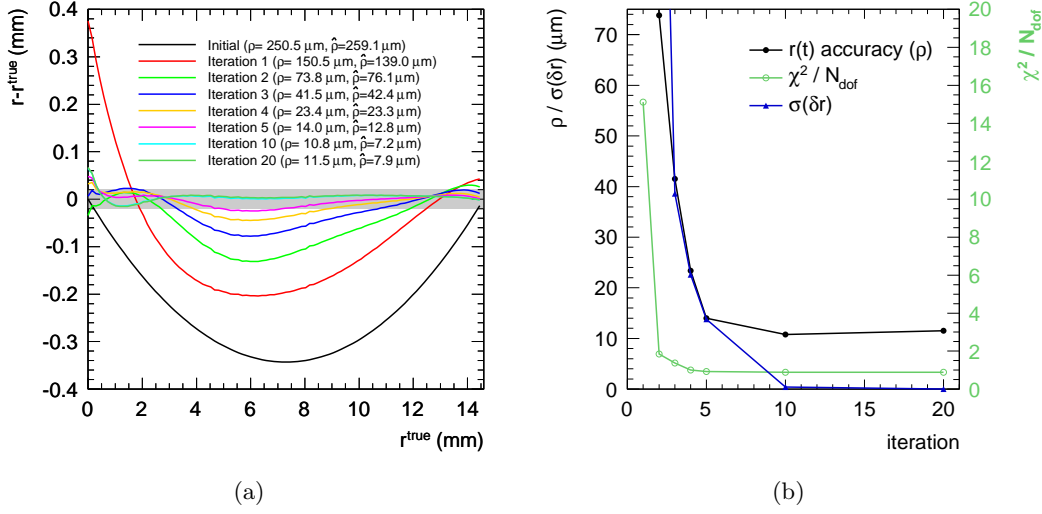 r-r^true (mm)
0.4
0.3
0.2
0.1
0
-0.1
-0.2
-0.3
-0.4
Initial (ρ= 250.5 μm, ρ̂=259.1 μm)
Iteration 1 (ρ= 150.5 μm, ρ̂=139.0 μm)
Iteration 2 (ρ= 73.8 μm, ρ̂=76.1 μm)
Iteration 3 (ρ= 41.5 μm, ρ̂=42.4 μm)
Iteration 4 (ρ= 23.4 μm, ρ̂=23.3 μm)
Iteration 5 (ρ= 14.0 μm, ρ̂=12.8 μm)
Iteration 10 (ρ= 10.8 μm, ρ̂=7.2 μm)
Iteration 20 (ρ= 11.5 μm, ρ̂=7.9 μm)
0 2 4 6 8 10 12 14
r^true (mm)
(a)
ρ / σ(δr) (μm)
70
60
50
40
30
20
10
0
r(t) accuracy (ρ)
χ² / N_dof
σ(δr)
20
18
16
14
12
10
8
6
4
2
0
χ² / N_dof
0 5 10 15 20
iteration
(b)